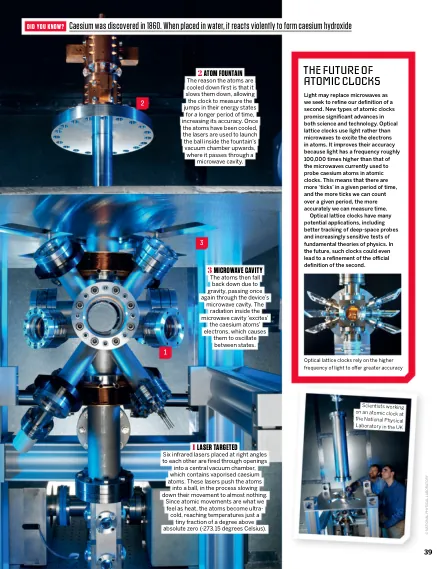 DID YOU KNOW? Caesium was discovered in 1860. When placed in water, it reacts violently to form caesium hydroxide
2 ATOM FOUNTAIN
The reason the atoms are
cooled down first is that it
slows them down, allowing
the clock to measure the
jumps in their energy states
for a longer period of time,
increasing its accuracy. Once
the atoms have been cooled,
the lasers are used to launch
the ball inside the fountain's
vacuum chamber upwards,
where it passes through a
microwave cavity.
2
3
3 MICROWAVE CAVITY
The atoms then fall
back down due to
gravity, passing once
again through the device's
microwave cavity. The
radiation inside the
microwave cavity 'excites'
the caesium atoms'
electrons, which causes
them to oscillate
between states.
1
1 LASER TARGETED
Six infrared lasers placed at right angles
to each other are fired through openings
into a central vacuum chamber,
which contains vaporised caesium
atoms. These lasers push the atoms
into a ball, in the process slowing
down their movement to almost nothing.
Since atomic movements are what we
feel as heat, the atoms become ultra-
cold, reaching temperatures just a
tiny fraction of a degree above
absolute zero (-273.15 degrees Celsius).
THE FUTURE OF
ATOMIC CLOCKS
Light may replace microwaves as
we seek to refine our definition of a
second. New types of atomic clocks
promise significant advances in
both science and technology. Optical
lattice clocks use light rather than
microwaves to excite the electrons
in atoms. It improves their accuracy
because light has a frequency roughly
100,000 times higher than that of
the microwaves currently used to
probe caesium atoms in atomic
clocks. This means that there are
more 'ticks' in a given period of time,
and the more ticks we can count
over a given period, the more
accurately we can measure time.
Optical lattice clocks have many
potential applications, including
better tracking of deep-space probes
and increasingly sensitive tests of
fundamental theories of physics. In
the future, such clocks could even
lead to a refinement of the official
definition of the second.
Optical lattice clocks rely on the higher
frequency of light to offer greater accuracy
Scientists working
on an atomic clock at
the National Physical
Laboratory in the UK
© NATIONAL PHYSICAL LABORATORY
39